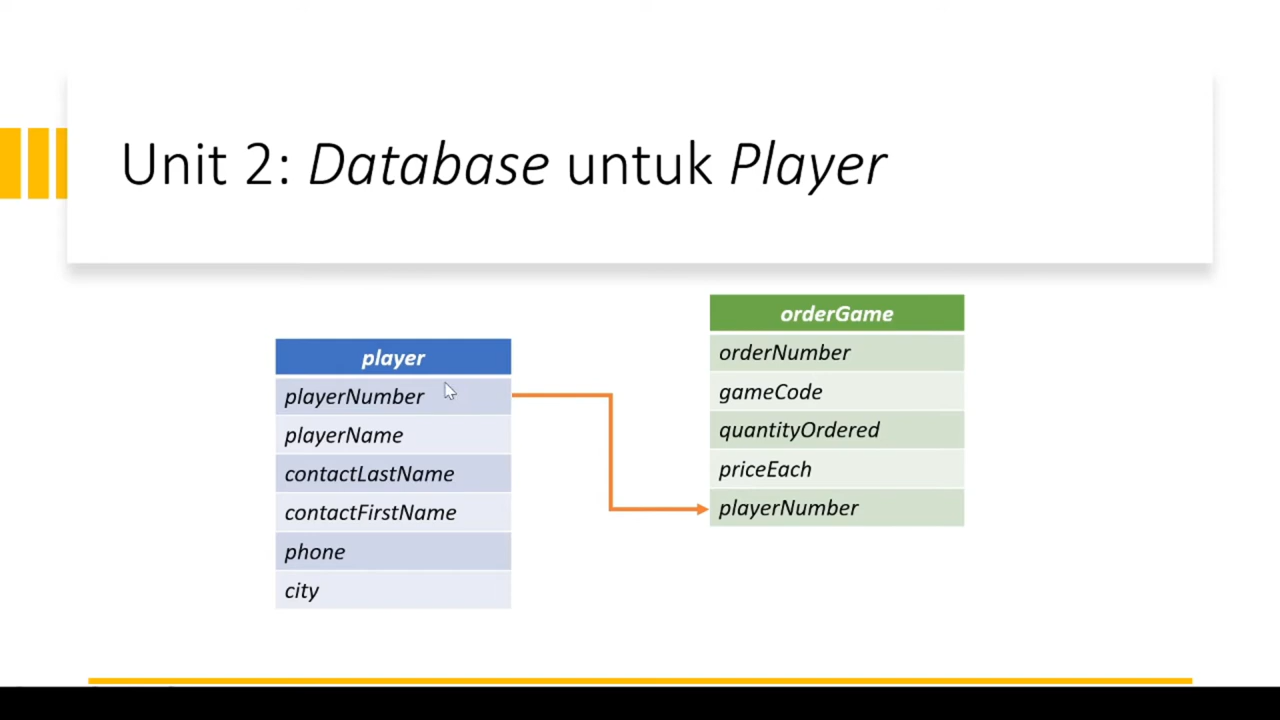 Unit 2: Database untuk Player
player
playerNumber
playerName
contactLastName
contactFirstName
phone
city
orderGame
orderNumber
gameCode
quantityOrdered
priceEach
playerNumber